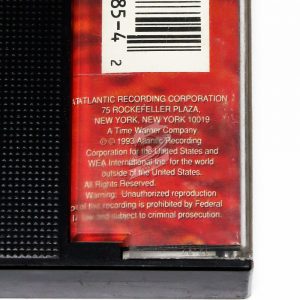 85-4
2
ATLANTIC RECORDING CORPORATION
75 ROCKEFELLER PLAZA,
NEW YORK, NEW YORK 10019
A Time Warner Company
© ℗ 1993 Atlantic Recording
Corporation for the United States and
WEA International Inc. for the world
outside of the United States.
All Rights Reserved.
Warning: Unauthorized reproduction
of this recording is prohibited by Federal
law and subject to criminal prosecution.